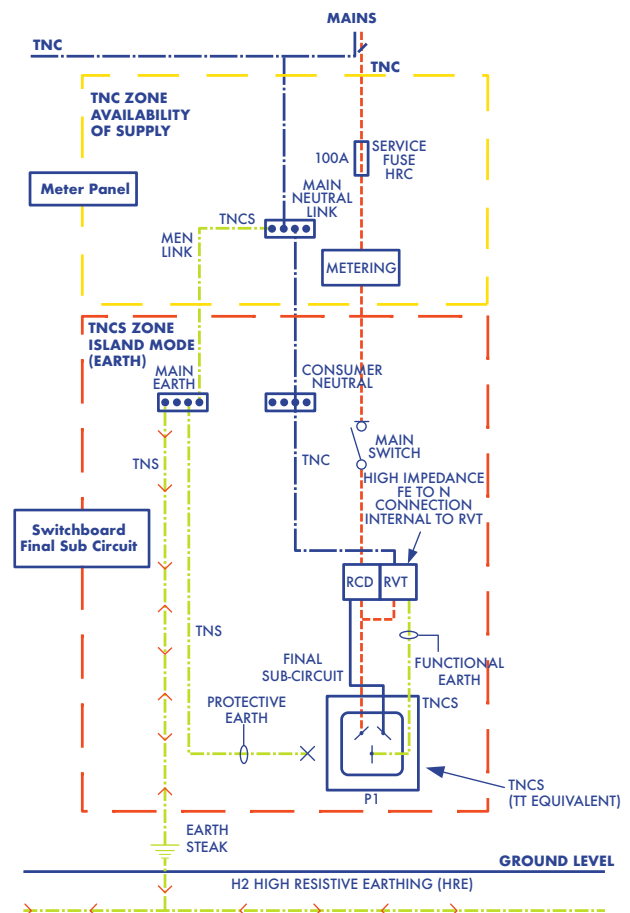 MAINS
TNC
TNC
TNC ZONE
AVAILABILITY
OF SUPPLY
100A
SERVICE
FUSE
HRC
Meter Panel
MAIN
NEUTRAL
LINK
TNCS
MEN
LINK
METERING
TNCS ZONE
ISLAND MODE
(EARTH)
MAIN
EARTH
CONSUMER
NEUTRAL
MAIN
SWITCH
TNS
TNC
HIGH IMPEDANCE
FE TO N
CONNECTION
INTERNAL TO RVT
Switchboard
Final Sub Circuit
RCD
RVT
TNS
FINAL
SUB-CIRCUIT
FUNCTIONAL
EARTH
PROTECTIVE
EARTH
TNCS
TNCS
(TT EQUIVALENT)
P1
EARTH
STEAK
GROUND LEVEL
H2 HIGH RESISTIVE EARTHING (HRE)